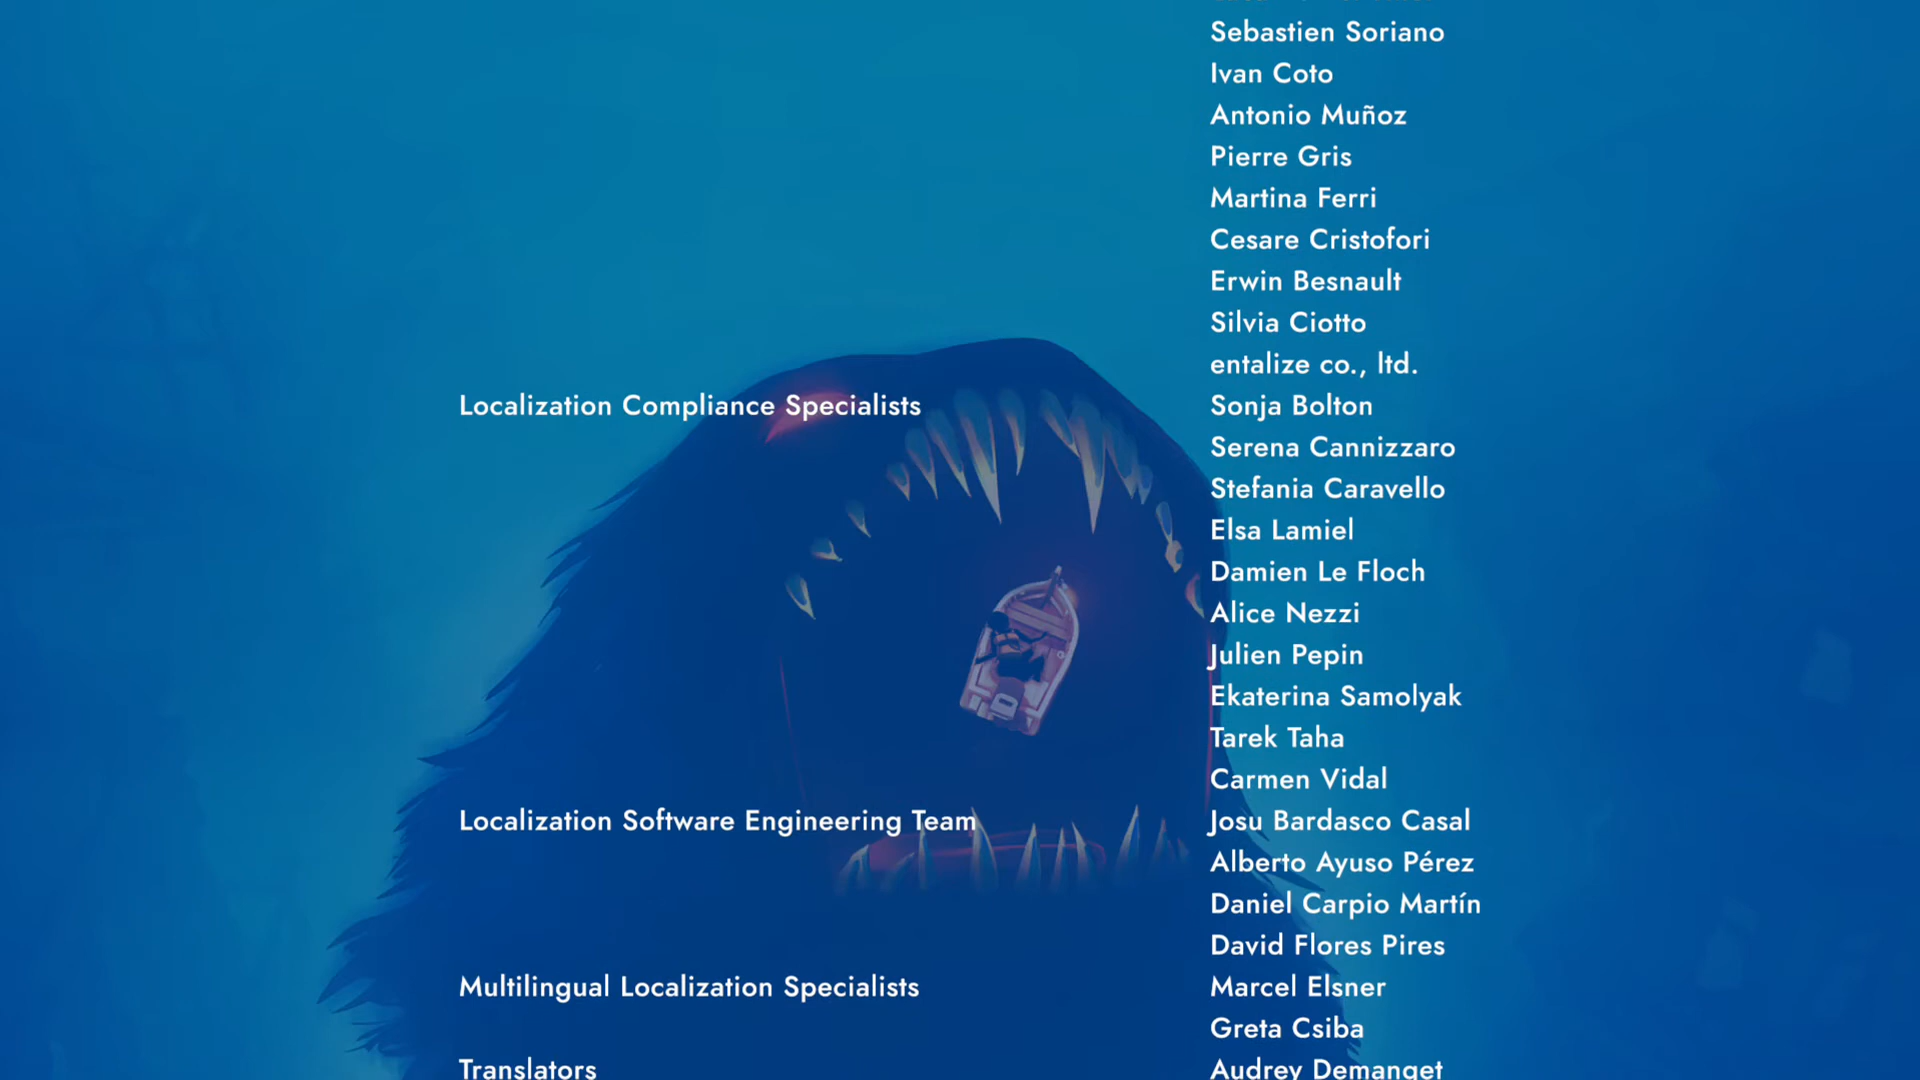 Sebastien Soriano
Ivan Coto
Antonio Muñoz
Pierre Gris
Martina Ferri
Cesare Cristofori
Erwin Besnault
Silvia Ciotto
entalize co., ltd.
Localization Compliance Specialists Sonja Bolton
Serena Cannizzaro
Stefania Caravello
Elsa Lamiel
Damien Le Floch
Alice Nezzi
Julien Pepin
Ekaterina Samolyak
Tarek Taha
Carmen Vidal
Localization Software Engineering Team Josu Bardasco Casal
Alberto Ayuso Pérez
Daniel Carpio Martín
David Flores Pires
Multilingual Localization Specialists Marcel Elsner
Greta Csiba
Translators Audrey Demanget
10